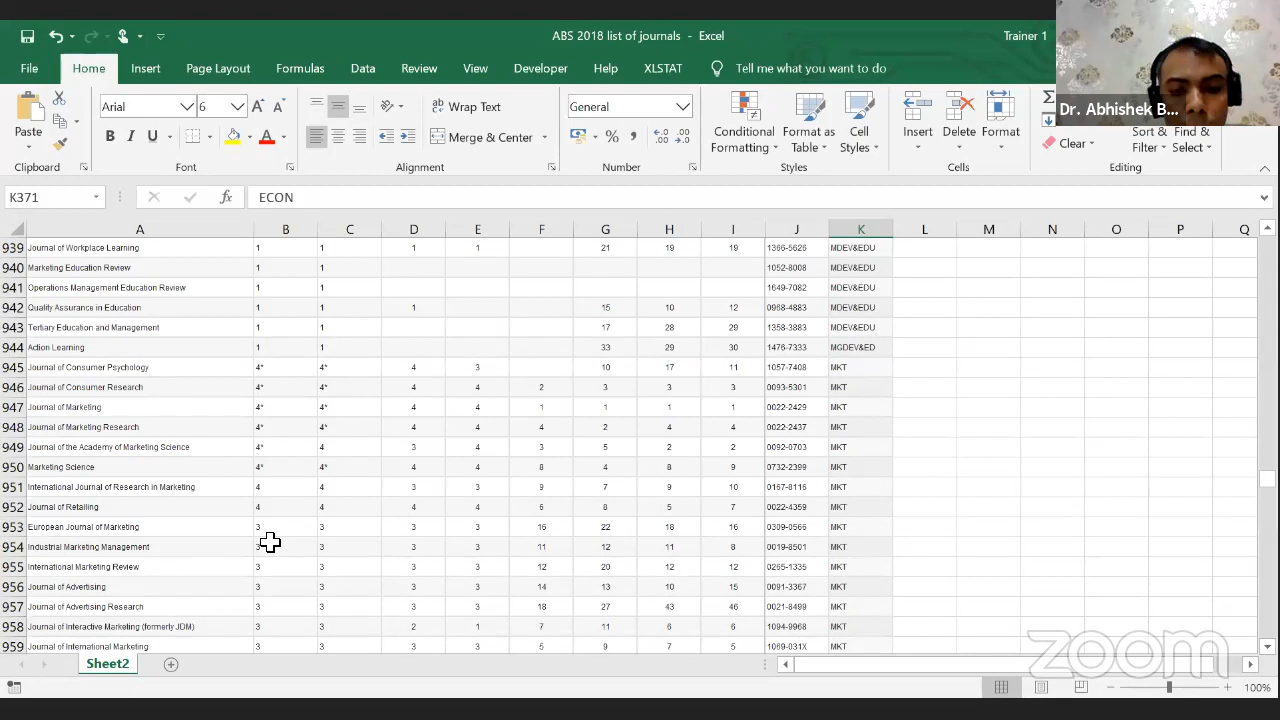 ABS 2018 list of journals - Excel
Trainer 1
File Home Insert Page Layout Formulas Data Review View Developer Help XLSTAT Tell me what you want to do
Dr. Abhishek B...
Arial 6 Wrap Text General
Paste B I U Merge & Center % , Conditional Formatting Format as Table Cell Styles Insert Delete Format Clear Sort & Filter Find & Select
Clipboard Font Alignment Number Styles Cells Editing
K371 fx ECON
A B C D E F G H I J K L M N O P Q
939 Journal of Workplace Learning 1 1 1 1 21 19 19 1366-5626 MDEV&EDU
940 Marketing Education Review 1 1 1052-8008 MDEV&EDU
941 Operations Management Education Review 1 1 1649-7082 MDEV&EDU
942 Quality Assurance in Education 1 1 1 15 10 12 0968-4883 MDEV&EDU
943 Tertiary Education and Management 1 1 17 28 29 1358-3883 MDEV&EDU
944 Action Learning 1 1 33 29 30 1476-7333 MGDEV&ED
945 Journal of Consumer Psychology 4* 4* 4 3 10 17 11 1057-7408 MKT
946 Journal of Consumer Research 4* 4* 4 4 2 3 3 3 0093-5301 MKT
947 Journal of Marketing 4* 4* 4 4 1 1 1 1 0022-2429 MKT
948 Journal of Marketing Research 4* 4* 4 4 4 2 4 4 0022-2437 MKT
949 Journal of the Academy of Marketing Science 4* 4* 3 4 3 5 2 2 0092-0703 MKT
950 Marketing Science 4* 4* 4 4 8 4 8 9 0732-2399 MKT
951 International Journal of Research in Marketing 4 4 3 4 9 7 9 10 0167-8116 MKT
952 Journal of Retailing 4 4 4 4 6 8 5 7 0022-4359 MKT
953 European Journal of Marketing 3 3 3 3 16 22 18 16 0309-0566 MKT
954 Industrial Marketing Management 3 3 3 3 11 12 11 8 0019-8501 MKT
955 International Marketing Review 3 3 3 3 12 20 12 12 0265-1335 MKT
956 Journal of Advertising 3 3 3 3 14 13 10 15 0091-3367 MKT
957 Journal of Advertising Research 3 3 3 3 18 27 43 46 0021-8499 MKT
958 Journal of Interactive Marketing (formerly JDM) 3 3 2 1 7 11 6 6 1094-9968 MKT
959 Journal of International Marketing 3 3 3 3 5 9 7 5 1069-031X MKT
Sheet2
zoom
100%